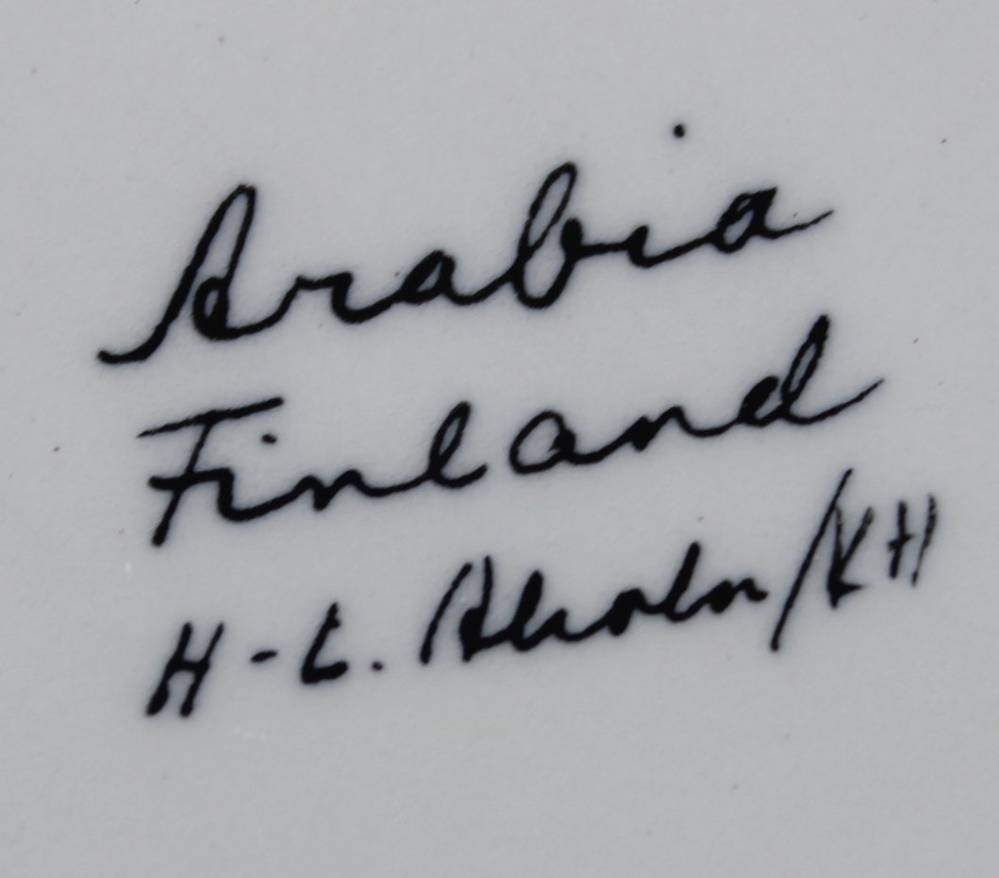 Arabia
Finland
H-L. Ahola/KH